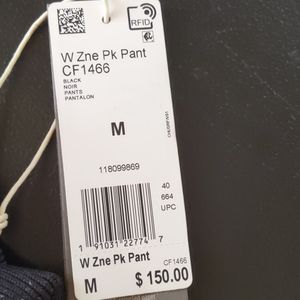 RFID
W Zne Pk Pant
CF1466
BLACK
NOIR
PANTS
PANTALON
M
118099869
40
664
UPC
1 91031 22774 7
W Zne Pk Pant CF1466
M $ 150.00